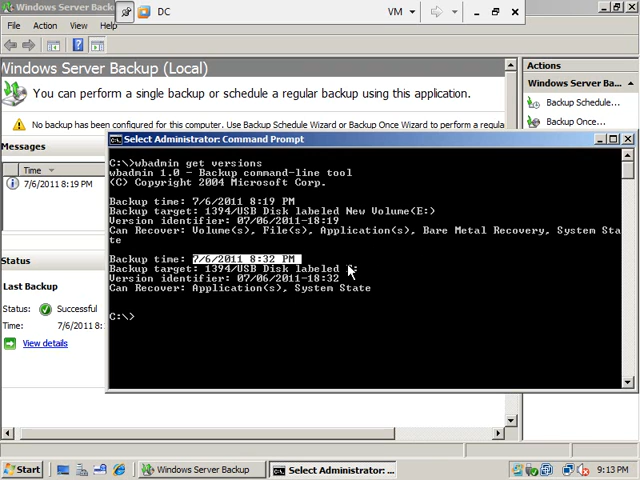 Windows Server Backup
DC
VM
File Action View Help
Windows Server Backup (Local)
You can perform a single backup or schedule a regular backup using this application.
No backup has been configured for this computer. Use Backup Schedule Wizard or Backup Once
Messages
Time
7/6/2011 8:19 PM
Status
Last Backup
Status: Successful
Time: 7/6/2011 8:
View details
Actions
Windows Server Ba...
Backup Schedule...
Backup Once...
Select Administrator: Command Prompt
C:\>wbadmin get versions
wbadmin 1.0 - Backup command-line tool
(C) Copyright 2004 Microsoft Corp.
Backup time: 7/6/2011 8:19 PM
Backup target: 1394/USB Disk labeled New Volume(E:)
Version identifier: 07/06/2011-18:19
Can Recover: Volume(s), File(s), Application(s), Bare Metal Recovery, System Sta
te
Backup time: 7/6/2011 8:32 PM
Backup target: 1394/USB Disk labeled
Version identifier: 07/06/2011-18:32
Can Recover: Application(s), System State
C:\>
Start
Windows Server Backup
Select Administrator: ...
9:13 PM